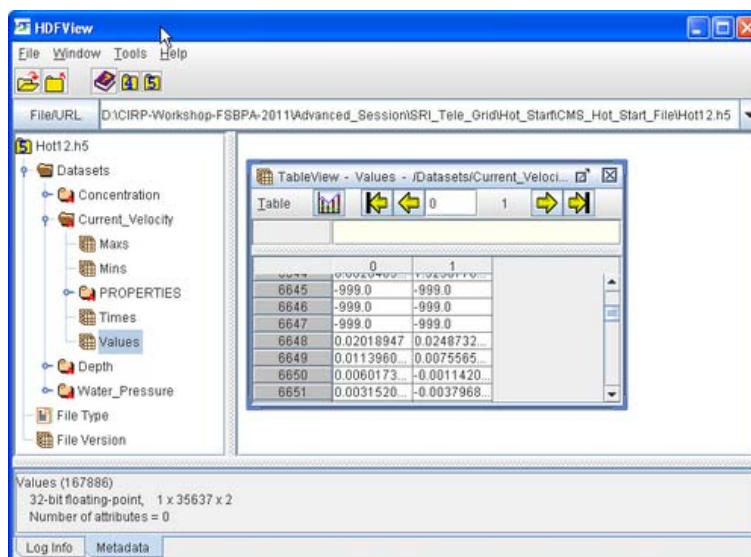 HDFView
File Window Tools Help
File/URL D:\CIRP-Workshop-FSBPA-2011\Advanced_Session\SRI_Tele_Grid\Hot_Start\CMS_Hot_Start_File\Hot12.h5
Hot12.h5
Datasets
Concentration
Current_Velocity
Maxs
Mins
PROPERTIES
Times
Values
Depth
Water_Pressure
File Type
File Version
TableView - Values - /Datasets/Current_Veloci...
Table 0 1
0 1
6645 -999.0 -999.0
6646 -999.0 -999.0
6647 -999.0 -999.0
6648 0.02018947 0.0248732...
6649 0.0113960... 0.0075565...
6650 0.0060173... -0.0011420...
6651 0.0031520... -0.0037968...
Values (167886)
32-bit floating-point, 1 x 35637 x 2
Number of attributes = 0
Log Info Metadata